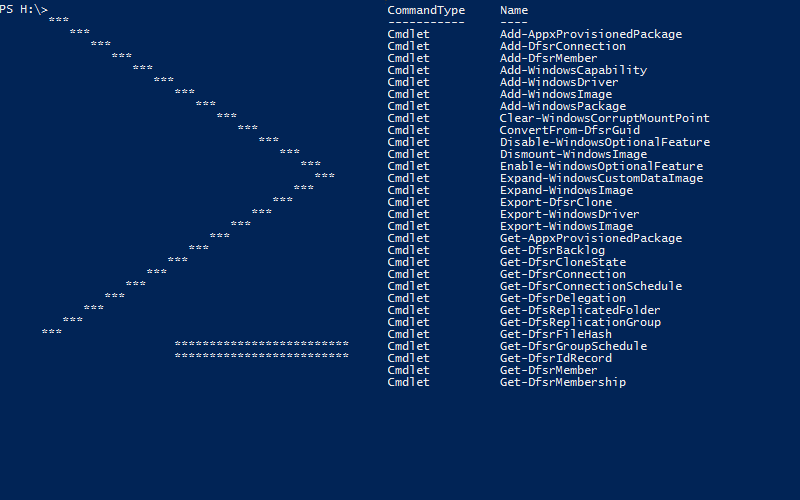 PS H:\> CommandType Name
*** ----------- ----
*** Cmdlet Add-AppxProvisionedPackage
*** Cmdlet Add-DfsrConnection
*** Cmdlet Add-DfsrMember
*** Cmdlet Add-WindowsCapability
*** Cmdlet Add-WindowsDriver
*** Cmdlet Add-WindowsImage
*** Cmdlet Add-WindowsPackage
*** Cmdlet Clear-WindowsCorruptMountPoint
*** Cmdlet ConvertFrom-DfsrGuid
*** Cmdlet Disable-WindowsOptionalFeature
*** Cmdlet Dismount-WindowsImage
*** Cmdlet Enable-WindowsOptionalFeature
*** Cmdlet Expand-WindowsCustomDataImage
*** Cmdlet Expand-WindowsImage
*** Cmdlet Export-DfsrClone
*** Cmdlet Export-WindowsDriver
*** Cmdlet Export-WindowsImage
*** Cmdlet Get-AppxProvisionedPackage
*** Cmdlet Get-DfsrBacklog
*** Cmdlet Get-DfsrCloneState
*** Cmdlet Get-DfsrConnection
*** Cmdlet Get-DfsrConnectionSchedule
*** Cmdlet Get-DfsrDelegation
*** Cmdlet Get-DfsReplicatedFolder
*** Cmdlet Get-DfsReplicationGroup
*** Cmdlet Get-DfsrFileHash
************************* Cmdlet Get-DfsrGroupSchedule
************************* Cmdlet Get-DfsrIdRecord
Cmdlet Get-DfsrMember
Cmdlet Get-DfsrMembership